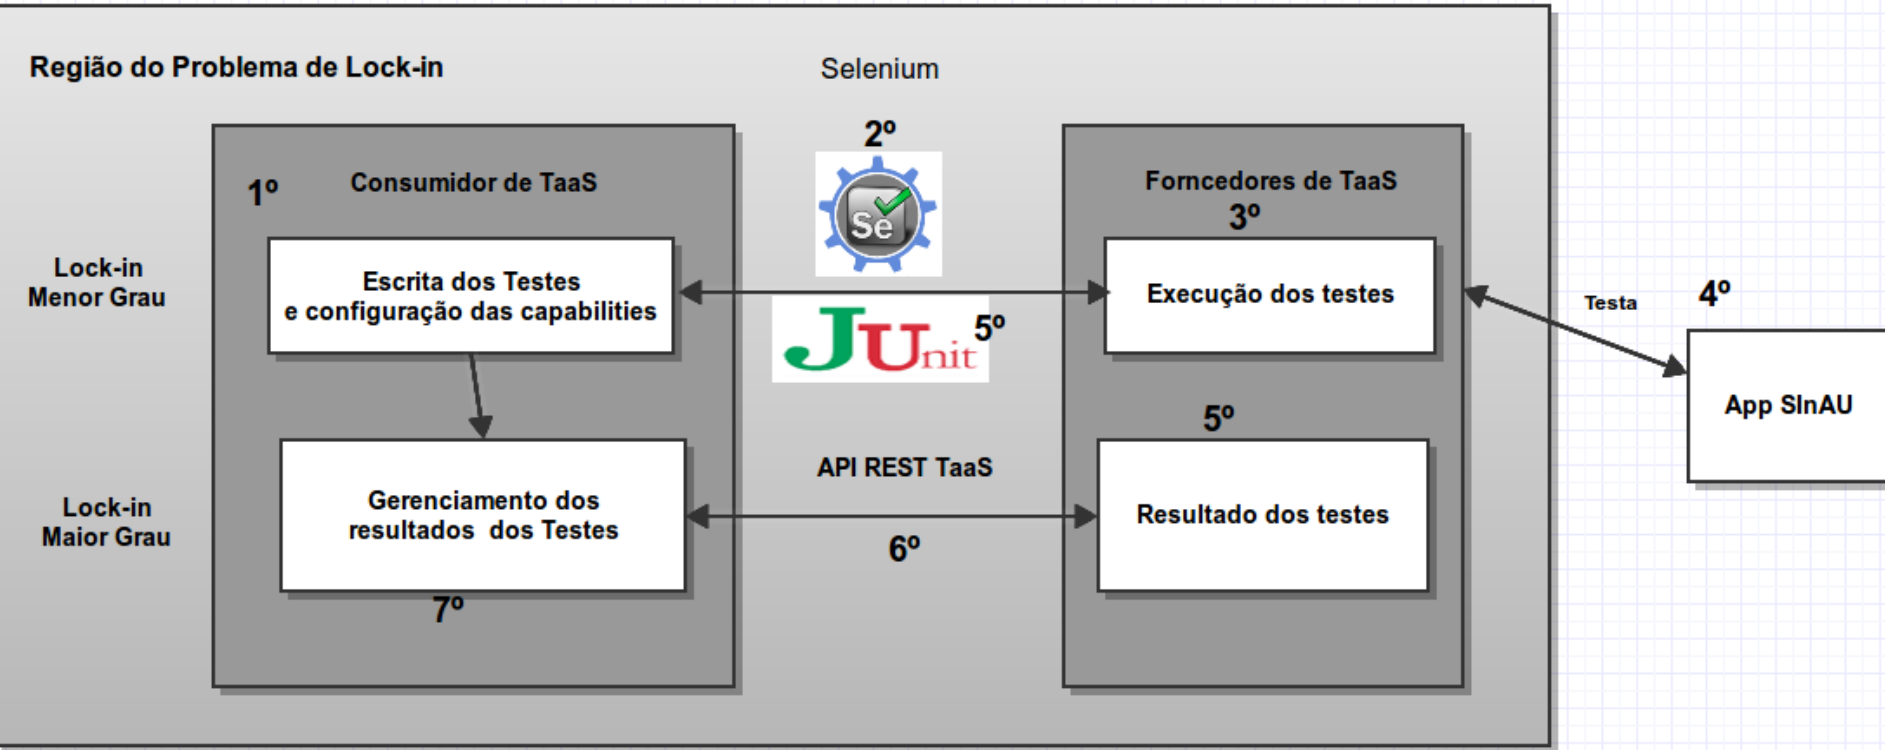 Região do Problema de Lock-in
Selenium
2º
1º
Consumidor de TaaS
Forncedores de TaaS
3º
Se
Lock-in
Menor Grau
Escrita dos Testes
e configuração das capabilities
Execução dos testes
Testa
4º
JUnit
5º
App SInAU
5º
API REST TaaS
Lock-in
Maior Grau
Gerenciamento dos
resultados dos Testes
Resultado dos testes
6º
7º